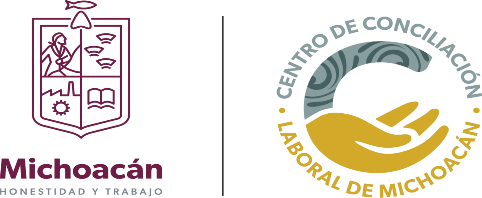 Michoacán
HONESTIDAD Y TRABAJO
CENTRO DE CONCILIACIÓN
• LABORAL DE MICHOACÁN •